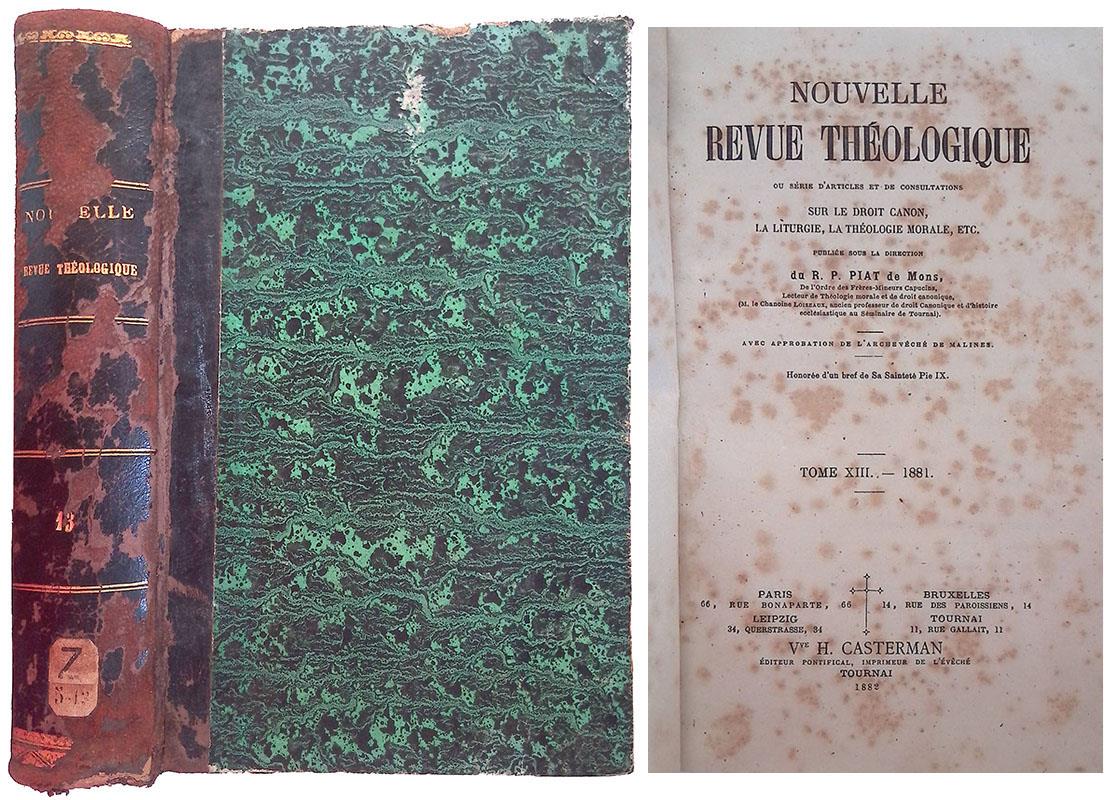 NOU ELLE
REVUE THÉOLOGIQUE
13
Z
5-13
NOUVELLE
REVUE THÉOLOGIQUE
OU SÉRIE D'ARTICLES ET DE CONSULTATIONS
SUR LE DROIT CANON,
LA LITURGIE, LA THÉOLOGIE MORALE, ETC.
PUBLIÉE SOUS LA DIRECTION
du R. P. PIAT de Mons,
De l'Ordre des Frères-Mineurs Capucins,
Lecteur de Théologie morale et de droit canonique,
(M. le Chanoine LOISEAUX, ancien professeur de droit Canonique et d'histoire
ecclésiastique au Séminaire de Tournai).
AVEC APPROBATION DE L'ARCHEVÊCHÉ DE MALINES.
Honorée d'un bref de Sa Sainteté Pie IX.
TOME XIII. — 1881.
PARIS
66, RUE BONAPARTE, 66
LEIPZIG
34, QUERSTRASSE, 34
BRUXELLES
14, RUE DES PAROISSIENS, 14
TOURNAI
11, RUE GALLAIT, 11
Vve H. CASTERMAN
ÉDITEUR PONTIFICAL, IMPRIMEUR DE L'ÉVÊCHÉ
TOURNAI
1882